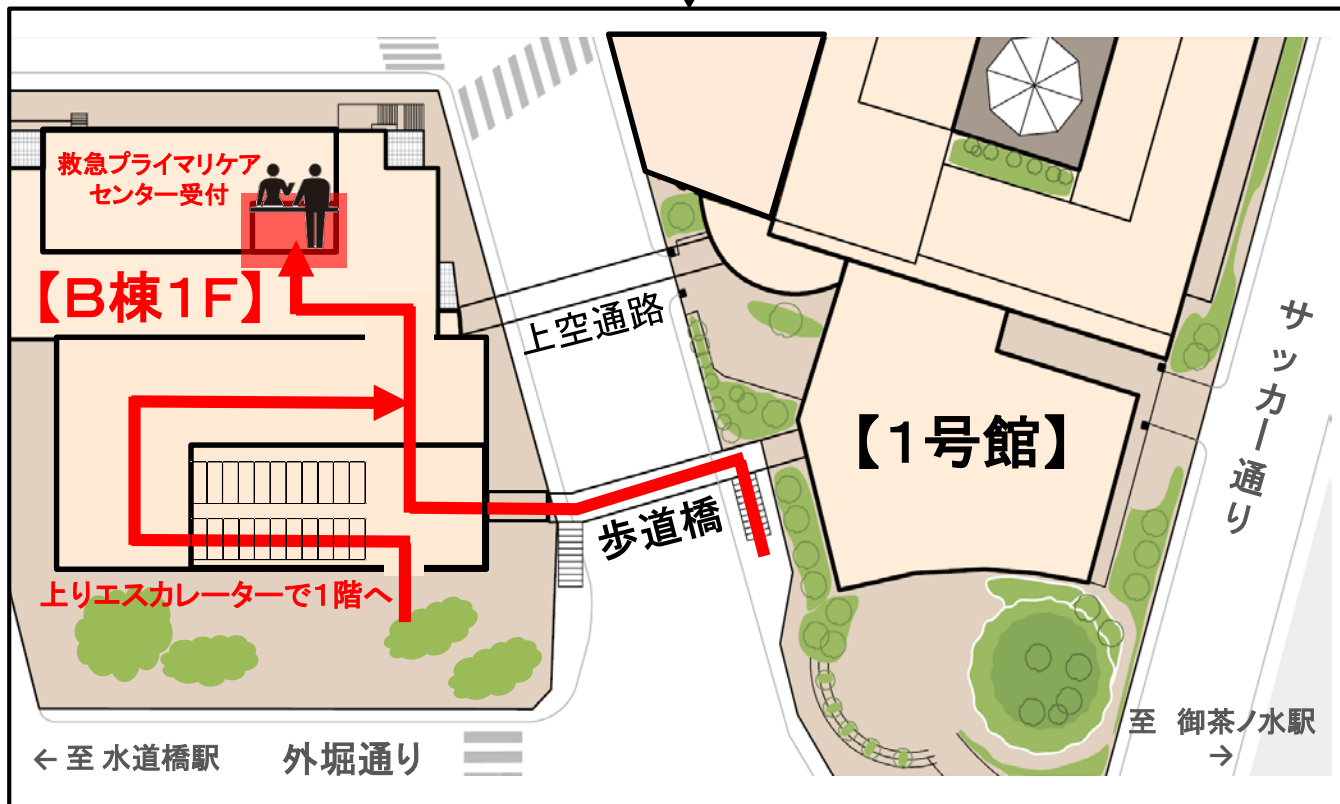 救急プライマリケア
センター受付
【B棟1F】
上空通路
サッカー通り
【1号館】
歩道橋
上りエスカレーターで1階へ
←至 水道橋駅
外堀通り
至 御茶ノ水駅
→